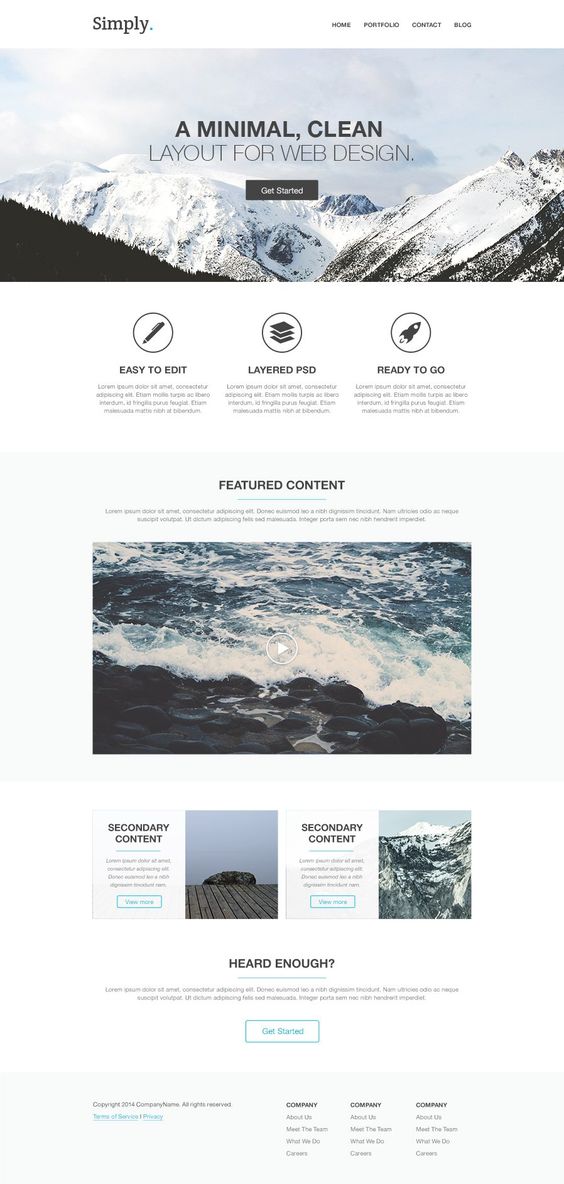 Simply.
HOME PORTFOLIO CONTACT BLOG
A MINIMAL, CLEAN
LAYOUT FOR WEB DESIGN.
Get Started
EASY TO EDIT
Lorem ipsum dolor sit amet, consectetur
adipiscing elit. Etiam mollis turpis ac libero
interdum, id fringilla purus feugiat. Etiam
malesuada mattis nibh at bibendum.
LAYERED PSD
Lorem ipsum dolor sit amet, consectetur
adipiscing elit. Etiam mollis turpis ac libero
interdum, id fringilla purus feugiat. Etiam
malesuada mattis nibh at bibendum.
READY TO GO
Lorem ipsum dolor sit amet, consectetur
adipiscing elit. Etiam mollis turpis ac libero
interdum, id fringilla purus feugiat. Etiam
malesuada mattis nibh at bibendum.
FEATURED CONTENT
Lorem ipsum dolor sit amet, consectetur adipiscing elit. Donec euismod leo a nibh dignissim tincidunt. Nam ultricies odio ac neque
suscipit volutpat. Ut dictum adipiscing felis sed malesuada. Integer porta sem nec nibh hendrerit imperdiet.
SECONDARY
CONTENT
Lorem ipsum dolor sit amet,
consectetur adipiscing elit.
Donec euismod leo a nibh
dignissim tincidunt nam.
View more
SECONDARY
CONTENT
Lorem ipsum dolor sit amet,
consectetur adipiscing elit.
Donec euismod leo a nibh
dignissim tincidunt nam.
View more
HEARD ENOUGH?
Lorem ipsum dolor sit amet, consectetur adipiscing elit. Donec euismod leo a nibh dignissim tincidunt. Nam ultricies odio ac neque
suscipit volutpat. Ut dictum adipiscing felis sed malesuada. Integer porta sem nec nibh hendrerit imperdiet.
Get Started
Copyright 2014 CompanyName. All rights reserved.
Terms of Service | Privacy
COMPANY
About Us
Meet The Team
What We Do
Careers
COMPANY
About Us
Meet The Team
What We Do
Careers
COMPANY
About Us
Meet The Team
What We Do
Careers